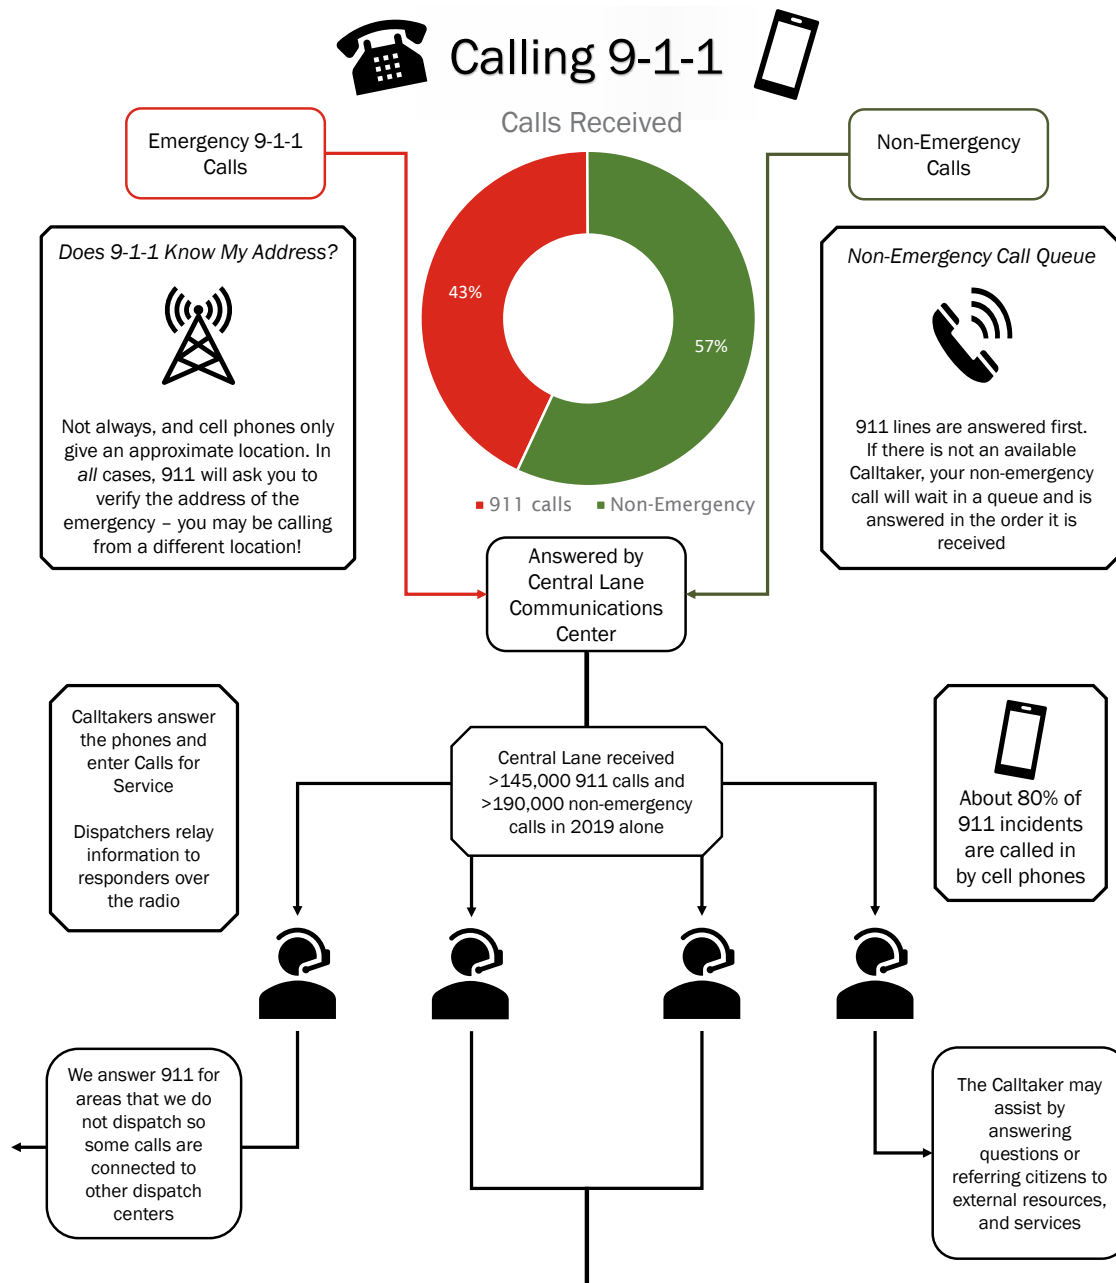 Calling 9-1-1
Calls Received
Emergency 9-1-1
Calls
Non-Emergency
Calls
Does 9-1-1 Know My Address?
Not always, and cell phones only
give an approximate location. In
all cases, 911 will ask you to
verify the address of the
emergency – you may be calling
from a different location!
43%
57%
911 calls
Non-Emergency
Non-Emergency Call Queue
911 lines are answered first.
If there is not an available
Calltaker, your non-emergency
call will wait in a queue and is
answered in the order it is
received
Answered by
Central Lane
Communications
Center
Calltakers answer
the phones and
enter Calls for
Service
Dispatchers relay
information to
responders over
the radio
Central Lane received
>145,000 911 calls and
>190,000 non-emergency
calls in 2019 alone
About 80% of
911 incidents
are called in
by cell phones
We answer 911 for
areas that we do
not dispatch so
some calls are
connected to
other dispatch
centers
The Calltaker may
assist by
answering
questions or
referring citizens to
external resources,
and services